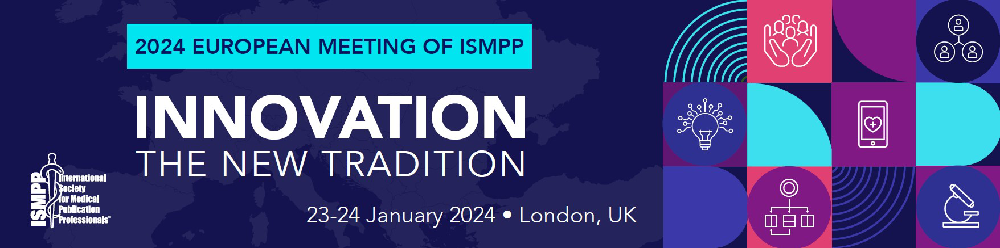 2024 EUROPEAN MEETING OF ISMPP
INNOVATION
THE NEW TRADITION
23-24 January 2024 • London, UK
ISMPP
International
Society
for Medical
Publication
Professionals™